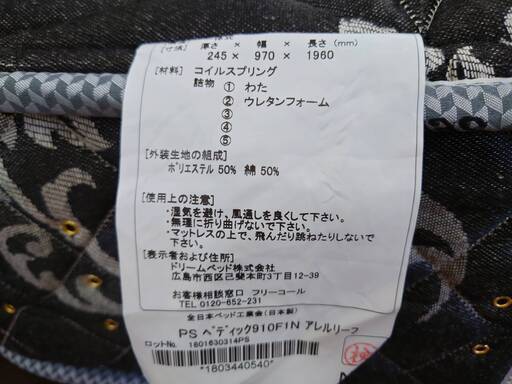 [寸法] 厚さ × 幅 × 長さ (mm)
245 × 970 × 1960
[材料] コイルスプリング
詰物 ① わた
② ウレタンフォーム
③
④
⑤
[外装生地の組成]
ポリエステル 50% 綿 50%
[使用上の注意]
・湿気を避け、風通しを良くして下さい。
・無理に折り曲げないで下さい。
・マットレスの上で、飛んだり跳ねたりしないで下さい。
[表示者および住所]
ドリームベッド株式会社
広島市西区己斐本町3丁目12-39
お客様相談窓口 フリーコール
TEL 0120-652-231
全日本ベッド工業会(日本製)
PS ペディック910F1N アレルリーフ
ロットNo. 1801630314PS
*1803440540*